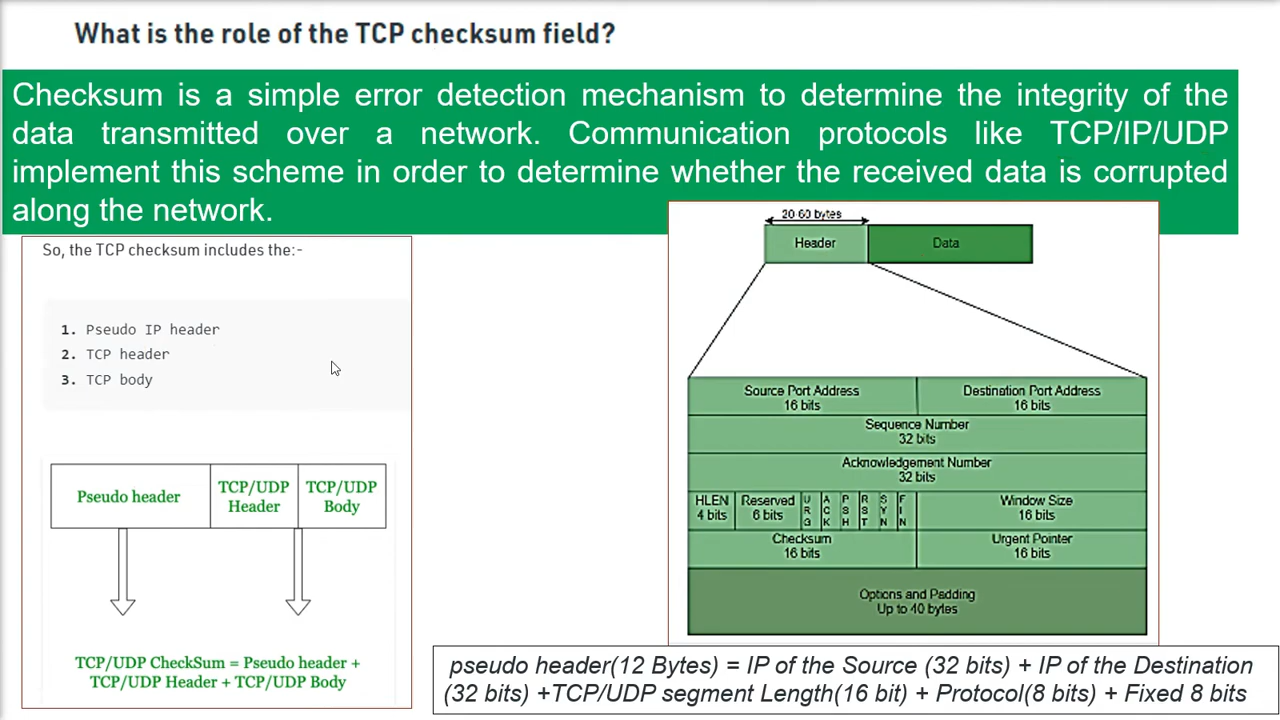 What is the role of the TCP checksum field?
Checksum is a simple error detection mechanism to determine the integrity of the
data transmitted over a network. Communication protocols like TCP/IP/UDP
implement this scheme in order to determine whether the received data is corrupted
along the network.
So, the TCP checksum includes the:-
1. Pseudo IP header
2. TCP header
3. TCP body
Pseudo header
TCP/UDP
Header
TCP/UDP
Body
TCP/UDP CheckSum = Pseudo header +
TCP/UDP Header + TCP/UDP Body
20-60 bytes
Header
Data
Source Port Address
16 bits
Destination Port Address
16 bits
Sequence Number
32 bits
Acknowledgement Number
32 bits
HLEN
4 bits
Reserved
6 bits
URG
ACK
PSH
RST
SYN
FIN
Window Size
16 bits
Checksum
16 bits
Urgent Pointer
16 bits
Options and Padding
Up to 40 bytes
pseudo header(12 Bytes) = IP of the Source (32 bits) + IP of the Destination
(32 bits) +TCP/UDP segment Length(16 bit) + Protocol(8 bits) + Fixed 8 bits